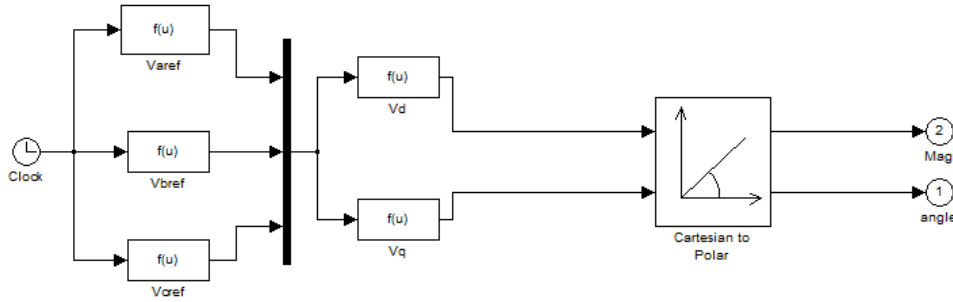 f(u)
Varef
f(u)
Vd
Clock
f(u)
Vbref
2
Mag
1
angle
f(u)
Vq
Cartesian to
Polar
f(u)
Vcref